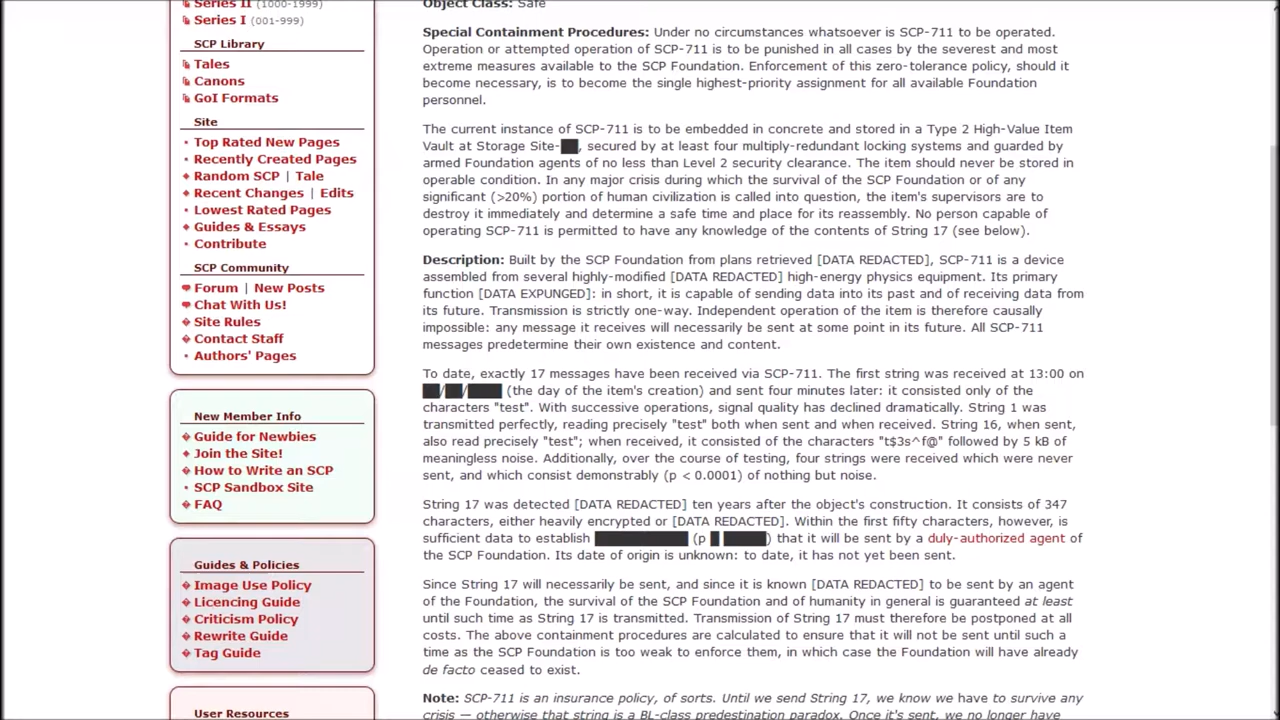 Series II (1000-1999)
Series I (001-999)
SCP Library
Tales
Canons
GoI Formats
Site
Top Rated New Pages
Recently Created Pages
Random SCP | Tale
Recent Changes | Edits
Lowest Rated Pages
Guides & Essays
Contribute
SCP Community
Forum | New Posts
Chat With Us!
Site Rules
Contact Staff
Authors' Pages
New Member Info
Guide for Newbies
Join the Site!
How to Write an SCP
SCP Sandbox Site
FAQ
Guides & Policies
Image Use Policy
Licencing Guide
Criticism Policy
Rewrite Guide
Tag Guide
User Resources
Object Class: Safe
Special Containment Procedures: Under no circumstances whatsoever is SCP-711 to be operated.
Operation or attempted operation of SCP-711 is to be punished in all cases by the severest and most
extreme measures available to the SCP Foundation. Enforcement of this zero-tolerance policy, should it
become necessary, is to become the single highest-priority assignment for all available Foundation
personnel.
The current instance of SCP-711 is to be embedded in concrete and stored in a Type 2 High-Value Item
Vault at Storage Site-██, secured by at least four multiply-redundant locking systems and guarded by
armed Foundation agents of no less than Level 2 security clearance. The item should never be stored in
operable condition. In any major crisis during which the survival of the SCP Foundation or of any
significant (>20%) portion of human civilization is called into question, the item's supervisors are to
destroy it immediately and determine a safe time and place for its reassembly. No person capable of
operating SCP-711 is permitted to have any knowledge of the contents of String 17 (see below).
Description: Built by the SCP Foundation from plans retrieved [DATA REDACTED], SCP-711 is a device
assembled from several highly-modified [DATA REDACTED] high-energy physics equipment. Its primary
function [DATA EXPUNGED]: in short, it is capable of sending data into its past and of receiving data from
its future. Transmission is strictly one-way. Independent operation of the item is therefore causally
impossible: any message it receives will necessarily be sent at some point in its future. All SCP-711
messages predetermine their own existence and content.
To date, exactly 17 messages have been received via SCP-711. The first string was received at 13:00 on
██/██/████ (the day of the item's creation) and sent four minutes later: it consisted only of the
characters "test". With successive operations, signal quality has declined dramatically. String 1 was
transmitted perfectly, reading precisely "test" both when sent and when received. String 16, when sent,
also read precisely "test"; when received, it consisted of the characters "t$3s^f@" followed by 5 kB of
meaningless noise. Additionally, over the course of testing, four strings were received which were never
sent, and which consist demonstrably (p < 0.0001) of nothing but noise.
String 17 was detected [DATA REDACTED] ten years after the object's construction. It consists of 347
characters, either heavily encrypted or [DATA REDACTED]. Within the first fifty characters, however, is
sufficient data to establish ███████████ (p █ █████) that it will be sent by a duly-authorized agent of
the SCP Foundation. Its date of origin is unknown: to date, it has not yet been sent.
Since String 17 will necessarily be sent, and since it is known [DATA REDACTED] to be sent by an agent
of the Foundation, the survival of the SCP Foundation and of humanity in general is guaranteed at least
until such time as String 17 is transmitted. Transmission of String 17 must therefore be postponed at all
costs. The above containment procedures are calculated to ensure that it will not be sent until such a
time as the SCP Foundation is too weak to enforce them, in which case the Foundation will have already
de facto ceased to exist.
Note: SCP-711 is an insurance policy, of sorts. Until we send String 17, we know we have to survive any
crisis — otherwise that string is a BL-class predestination paradox. Once it's sent, we no longer have